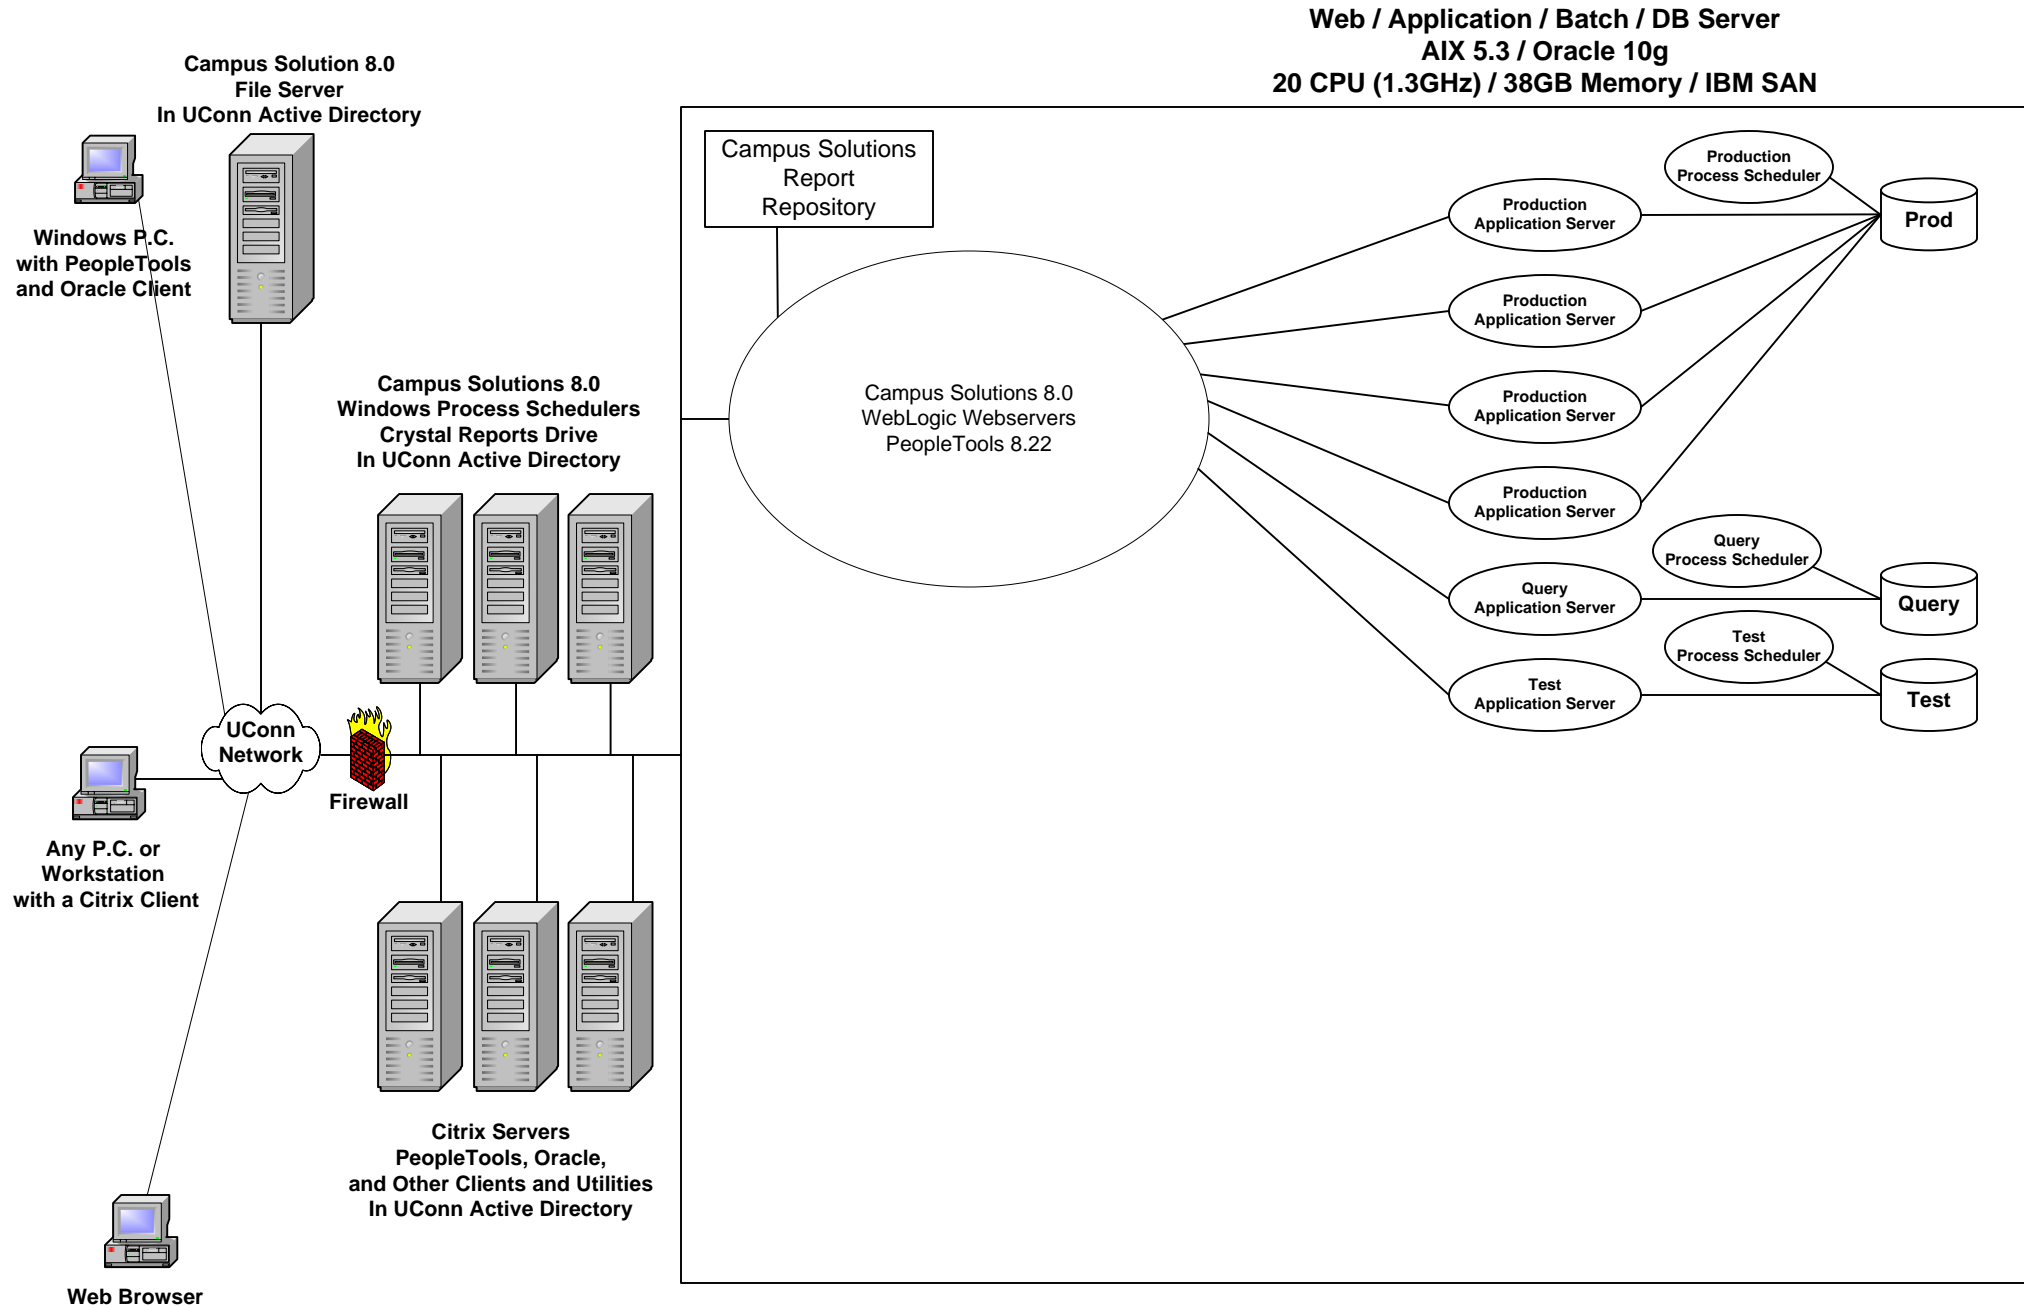 Web / Application / Batch / DB Server
AIX 5.3 / Oracle 10g
20 CPU (1.3GHz) / 38GB Memory / IBM SAN
Campus Solution 8.0
File Server
In UConn Active Directory
Windows P.C.
with PeopleTools
and Oracle Client
Campus Solutions 8.0
Windows Process Schedulers
Crystal Reports Drive
In UConn Active Directory
UConn
Network
Firewall
Any P.C. or
Workstation
with a Citrix Client
Citrix Servers
PeopleTools, Oracle,
and Other Clients and Utilities
In UConn Active Directory
Web Browser
Campus Solutions
Report
Repository
Campus Solutions 8.0
WebLogic Webservers
PeopleTools 8.22
Production
Process Scheduler
Production
Application Server
Prod
Production
Application Server
Production
Application Server
Production
Application Server
Query
Process Scheduler
Query
Application Server
Query
Test
Process Scheduler
Test
Application Server
Test